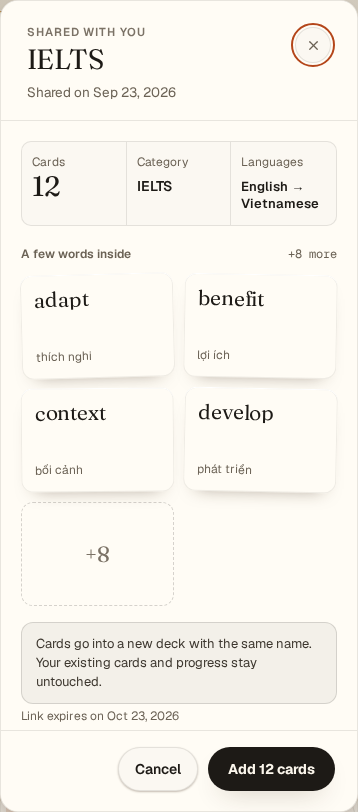 SHARED WITH YOU
IELTS
Shared on Sep 23, 2026
Cards
12
Category
IELTS
Languages
English →
Vietnamese
A few words inside
+8 more
adapt
thích nghi
benefit
lợi ích
context
bối cảnh
develop
phát triển
+8
Cards go into a new deck with the same name.
Your existing cards and progress stay
untouched.
Link expires on Oct 23, 2026
Cancel
Add 12 cards